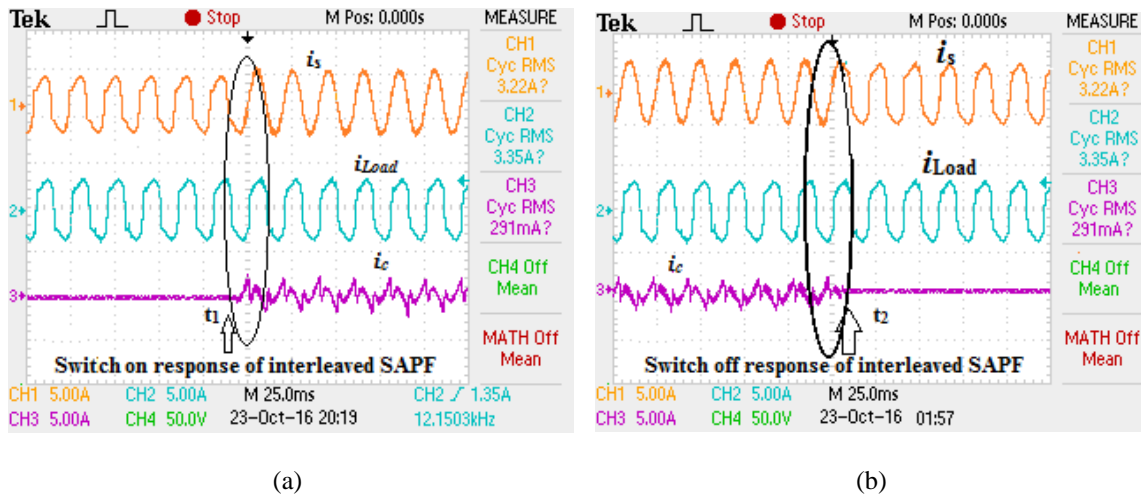 Tek Stop M Pos: 0.000s MEASURE
CH1
Cyc RMS
3.22A?
CH2
Cyc RMS
3.35A?
CH3
Cyc RMS
291mA?
CH4 Off
Mean
MATH Off
Mean
1
2
3
is
iLoad
ic
t1
Switch on response of interleaved SAPF
CH1 5.00A CH2 5.00A M 25.0ms CH2 / 1.35A
CH3 5.00A CH4 50.0V 23-Oct-16 20:19 12.1503kHz
(a)
Tek Stop M Pos: 0.000s MEASURE
CH1
Cyc RMS
3.22A?
CH2
Cyc RMS
3.35A?
CH3
Cyc RMS
291mA?
CH4 Off
Mean
MATH Off
Mean
1
2
3
is
iLoad
ic
t2
Switch off response of interleaved SAPF
CH1 5.00A CH2 5.00A M 25.0ms
CH3 5.00A CH4 50.0V 23-Oct-16 01:57
(b)